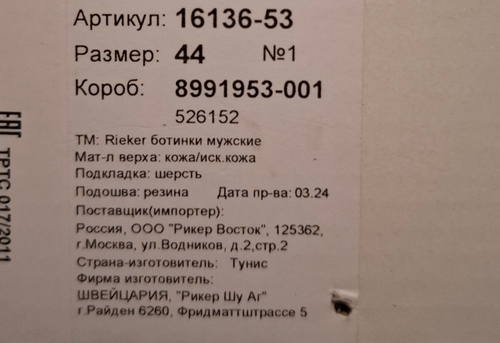 Артикул: 16136-53
Размер: 44 №1
Короб: 8991953-001
526152
ТМ: Rieker ботинки мужские
Мат-л верха: кожа/иск.кожа
Подкладка: шерсть
Подошва: резина Дата пр-ва: 03.24
Поставщик(импортер):
Россия, ООО "Рикер Восток", 125362,
г.Москва, ул.Водников, д.2,стр.2
Страна-изготовитель: Тунис
Фирма изготовитель:
ШВЕЙЦАРИЯ, "Рикер Шу Аг"
г.Райден 6260, Фридматтштрассе 5
EAC
ТРТС 017/2011